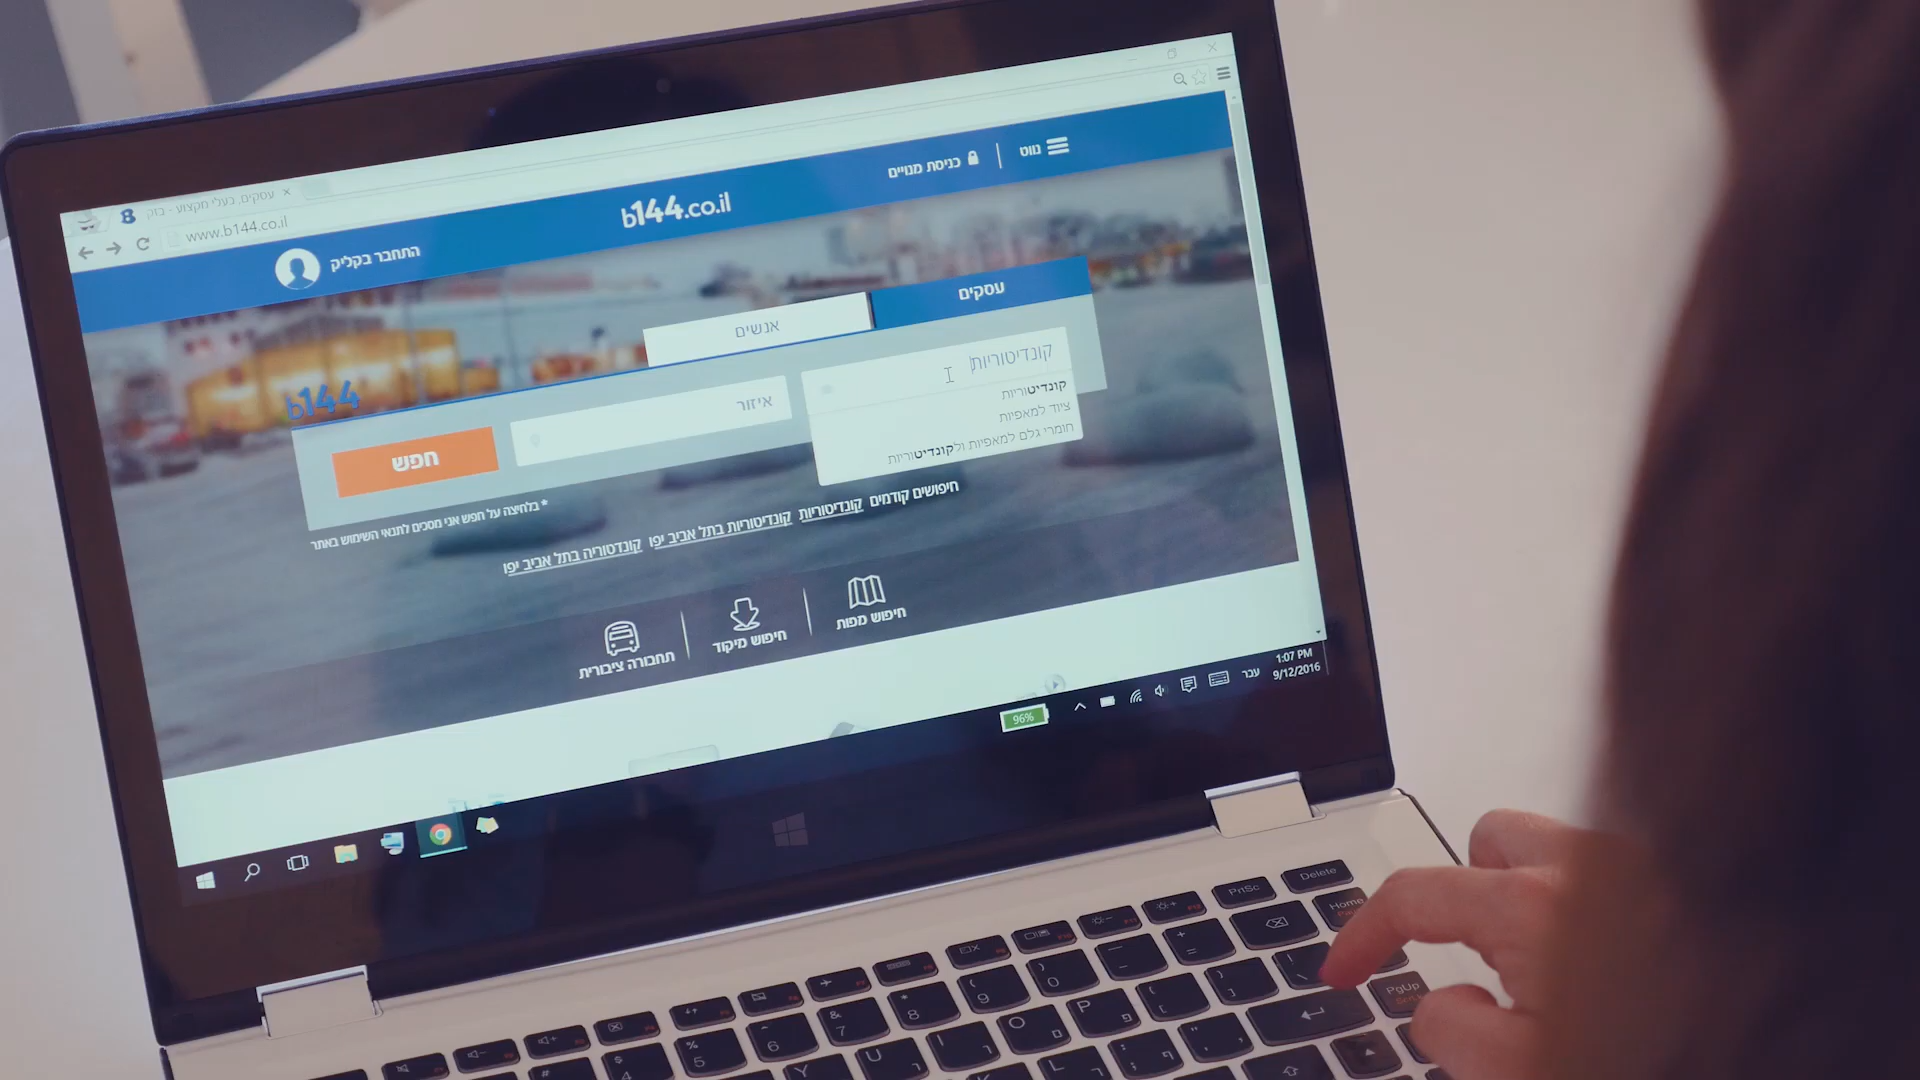 עסקים, בעלי מקצוע - בזק
www.b144.co.il
נווט
כניסת מנויים
b144.co.il
התחבר בקליק
עסקים
אנשים
b144
קונדיטוריות
איזור
חפש
קונדיטוריות
ציוד למאפיות
חומרי גלם למאפיות ולקונדיטוריות
* בלחיצה על חפש אני מסכים לתנאי השימוש באתר
חיפושים קודמים קונדיטוריות קונדיטוריות בתל אביב יפו קונדטוריה בתל אביב יפו
חיפוש מפות
חיפוש מיקוד
תחבורה ציבורית
96%
עבר
1:07 PM
9/12/2016
PrtSc
Delete
Home
PgUp